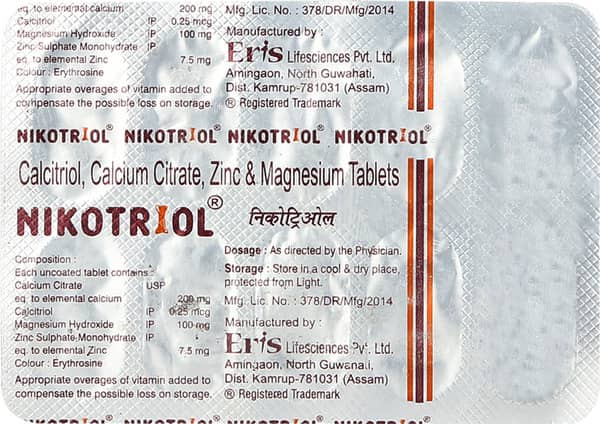 eq. to elemental calcium 200 mg
Calcitriol IP 0.25 mcg
Magnesium Hydroxide IP 100 mg
Zinc Sulphate Monohydrate IP
eq. to elemental Zinc 7.5 mg
Colour : Erythrosine
Appropriate overages of vitamin added to
compensate the possible loss on storage.
Mfg. Lic. No. : 378/DR/Mfg/2014
Manufactured by :
Eris Lifesciences Pvt. Ltd.
Amingaon, North Guwahati,
Dist. Kamrup-781031 (Assam)
® Registered Trademark
NIKOTRIOL® NIKOTRIOL® NIKOTRIOL® NIKOTRIOL®
Calcitriol, Calcium Citrate, Zinc & Magnesium Tablets
NIKOTRIOL® निकोट्रिओल
Composition :
Each uncoated tablet contains :
Calcium Citrate USP
eq. to elemental calcium 200 mg
Calcitriol IP 0.25 mcg
Magnesium Hydroxide IP 100 mg
Zinc Sulphate Monohydrate IP
eq. to elemental Zinc 7.5 mg
Colour : Erythrosine
Appropriate overages of vitamin added to
compensate the possible loss on storage.
Dosage : As directed by the Physician.
Storage : Store in a cool & dry place,
protected from Light.
Mfg. Lic. No. : 378/DR/Mfg/2014
Manufactured by :
Eris Lifesciences Pvt. Ltd.
Amingaon, North Guwahati,
Dist. Kamrup-781031 (Assam)
® Registered Trademark
NIKOTRIOL® NIKOTRIOL® NIKOTRIOL® NIKOTRIOL®